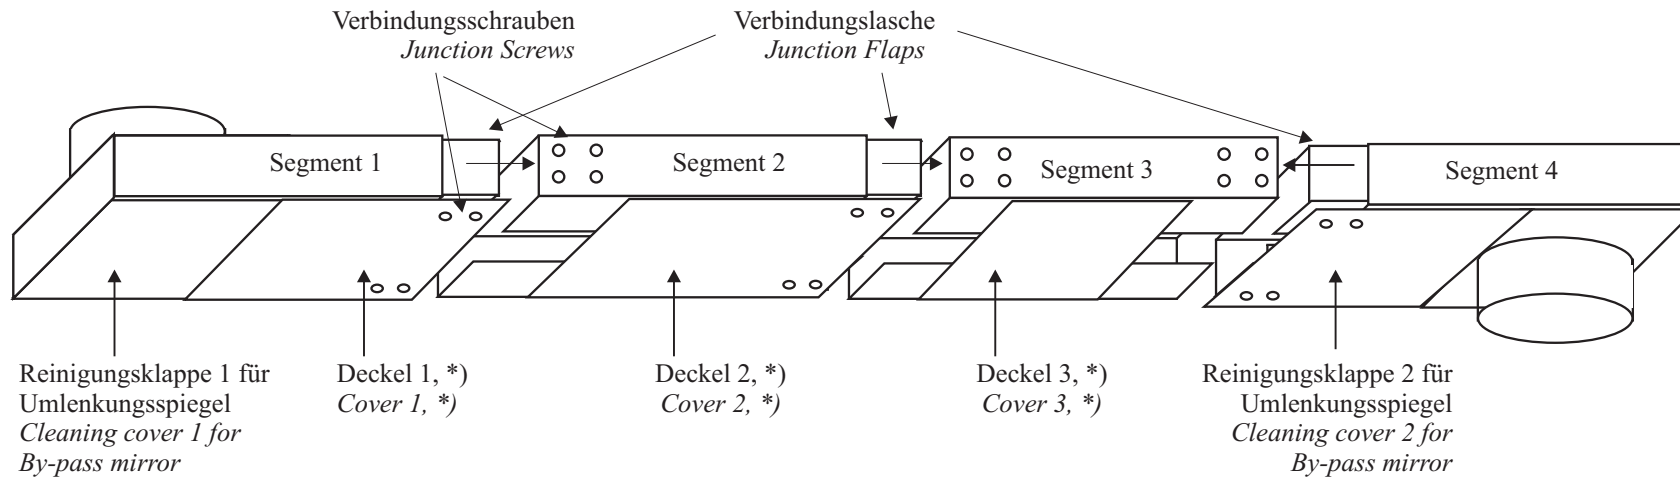 Verbindungsschrauben
Junction Screws
Verbindungslasche
Junction Flaps
Segment 1
Segment 2
Segment 3
Segment 4
Reinigungsklappe 1 für
Umlenkungsspiegel
Cleaning cover 1 for
By-pass mirror
Deckel 1, *)
Cover 1, *)
Deckel 2, *)
Cover 2, *)
Deckel 3, *)
Cover 3, *)
Reinigungsklappe 2 für
Umlenkungsspiegel
Cleaning cover 2 for
By-pass mirror